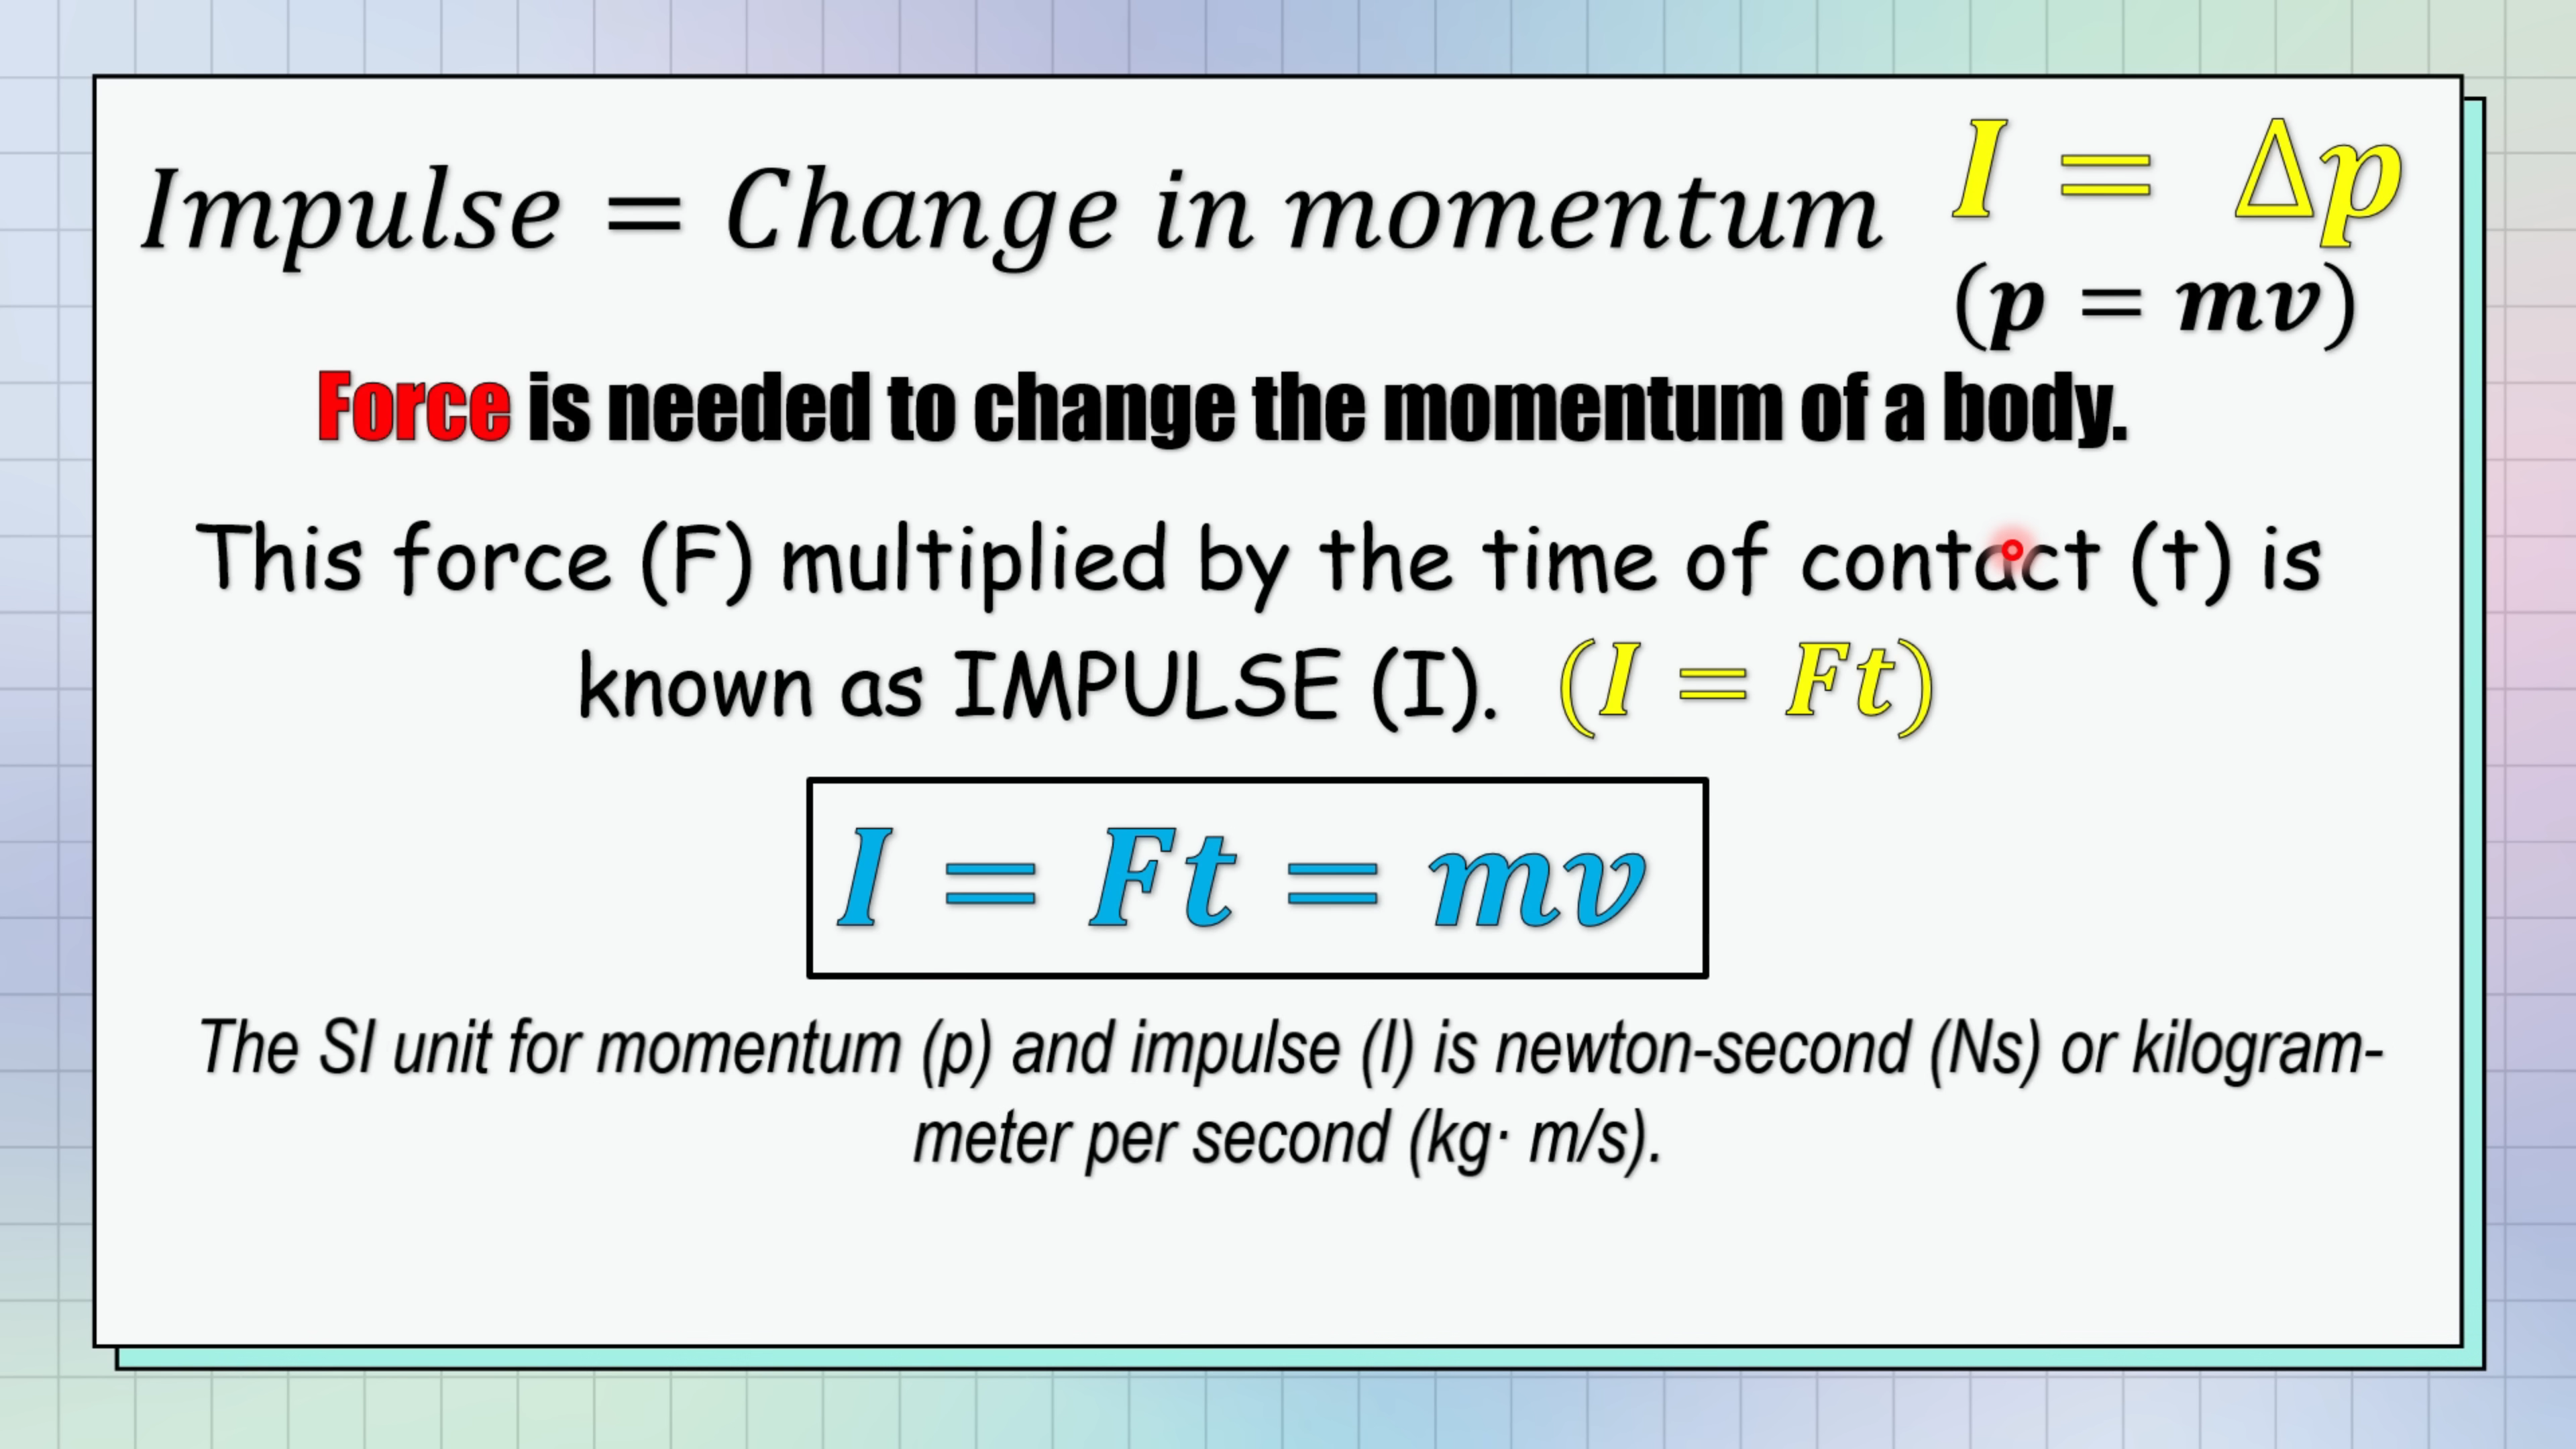 Impulse = Change in momentum
I = Δp
(p = mv)
Force is needed to change the momentum of a body.
This force (F) multiplied by the time of contact (t) is
known as IMPULSE (I). (I = Ft)
I = Ft = mv
The SI unit for momentum (p) and impulse (I) is newton-second (Ns) or kilogram-
meter per second (kg· m/s).